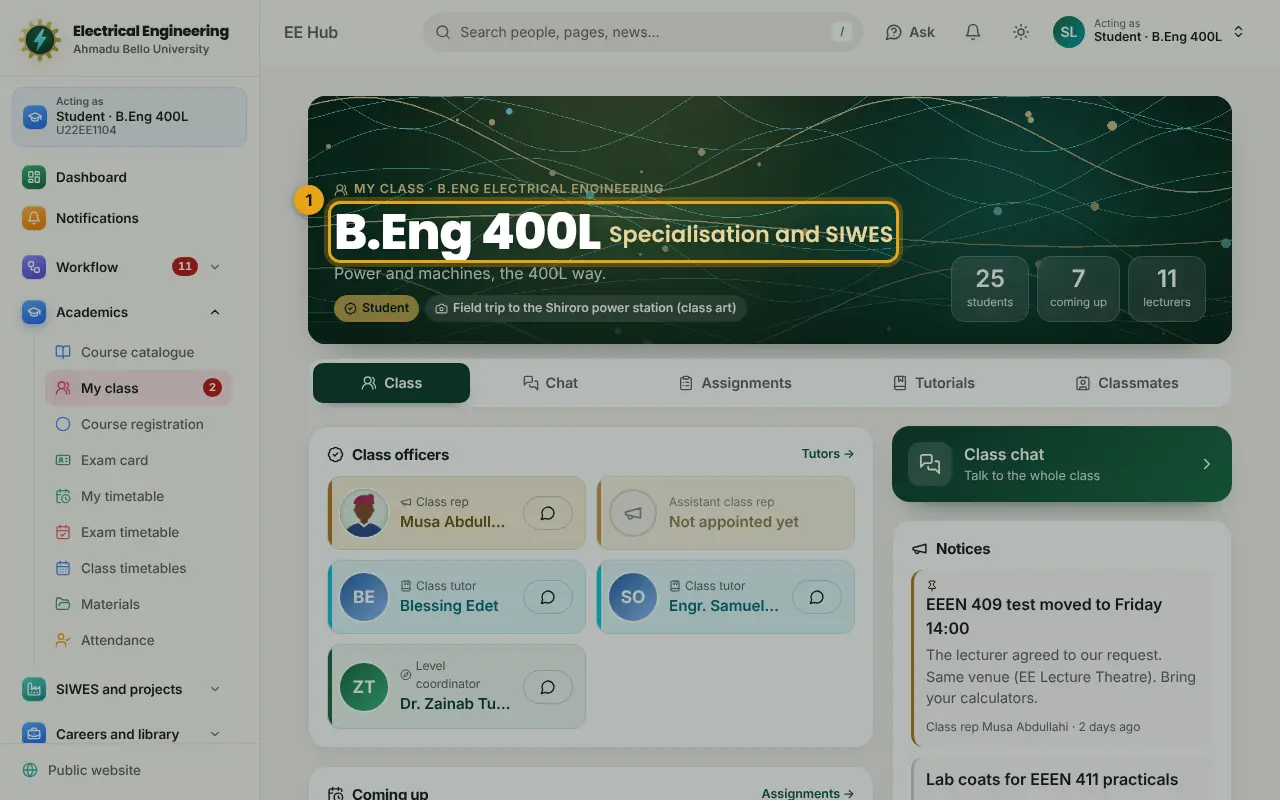 Electrical Engineering
Ahmadu Bello University
EE Hub
Search people, pages, news...
/
Ask
SL
Acting as
Student · B.Eng 400L
Acting as
Student · B.Eng 400L
U22EE1104
Dashboard
Notifications
Workflow
11
Academics
Course catalogue
My class
2
Course registration
Exam card
My timetable
Exam timetable
Class timetables
Materials
Attendance
SIWES and projects
Careers and library
Public website
1
MY CLASS · B.ENG ELECTRICAL ENGINEERING
B.Eng 400L Specialisation and SIWES
Power and machines, the 400L way.
Student
Field trip to the Shiroro power station (class art)
25
students
7
coming up
11
lecturers
Class
Chat
Assignments
Tutorials
Classmates
Class officers
Tutors →
Class rep
Musa Abdull...
Assistant class rep
Not appointed yet
BE
Class tutor
Blessing Edet
SO
Class tutor
Engr. Samuel...
ZT
Level
coordinator
Dr. Zainab Tu...
Coming up
Assignments →
Class chat
Talk to the whole class
Notices
EEEN 409 test moved to Friday
14:00
The lecturer agreed to our request.
Same venue (EE Lecture Theatre). Bring
your calculators.
Class rep Musa Abdullahi · 2 days ago
Lab coats for EEEN 411 practicals